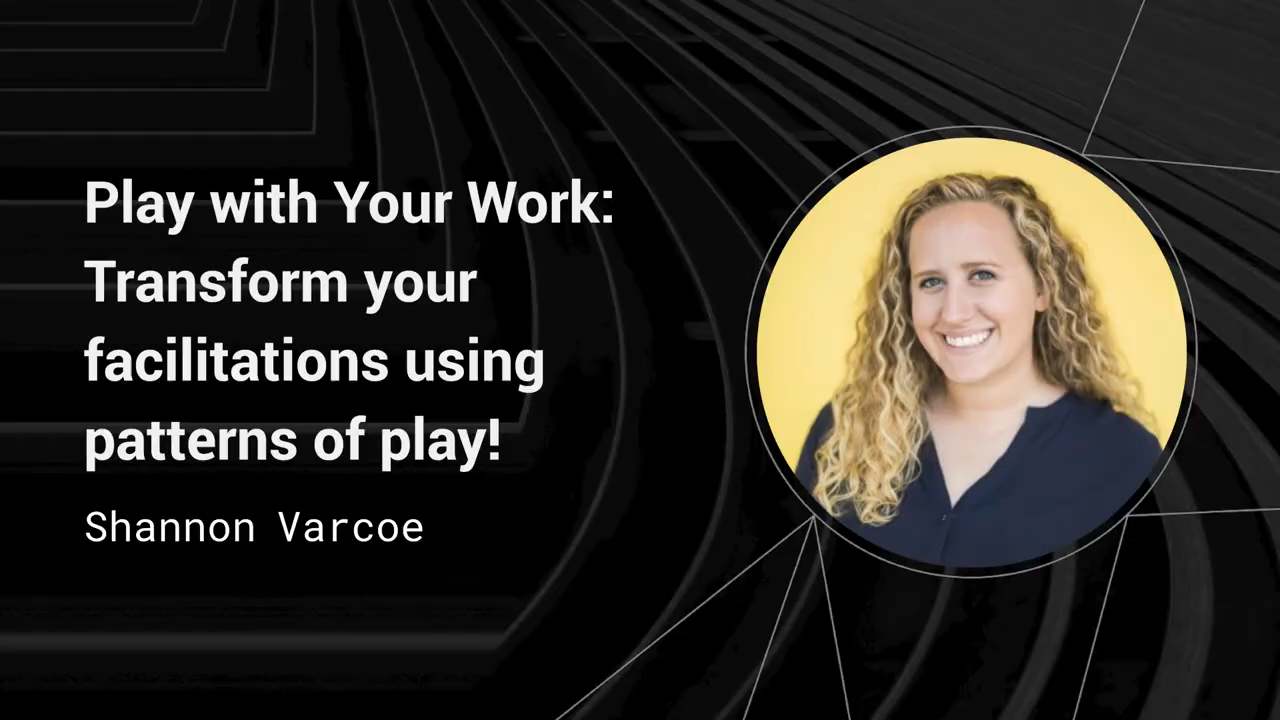 Play with Your Work:
Transform your
facilitations using
patterns of play!
Shannon Varcoe